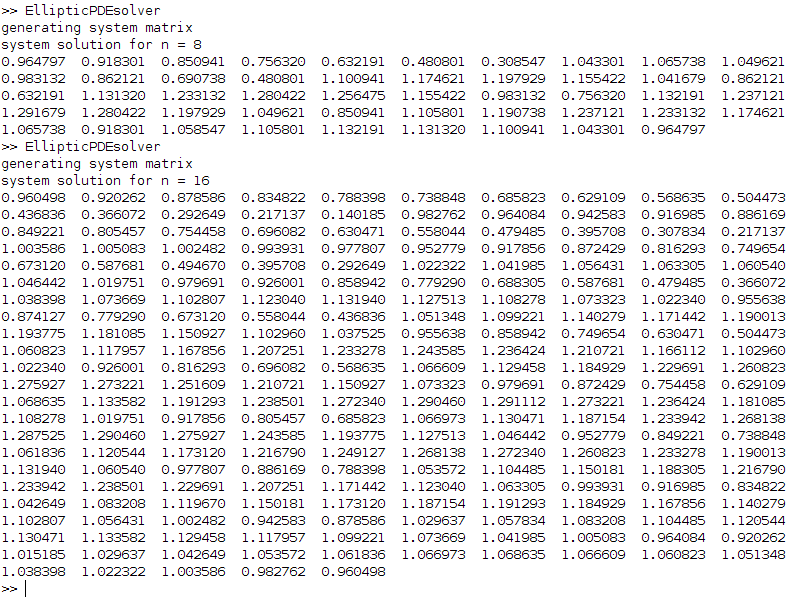 >> EllipticPDEsolver
generating system matrix
system solution for n = 8
0.964797 0.918301 0.850941 0.756320 0.632191 0.480801 0.308547 1.043301 1.065738 1.049621
0.983132 0.862121 0.690738 0.480801 1.100941 1.174621 1.197929 1.155422 1.041679 0.862121
0.632191 1.131320 1.233132 1.280422 1.256475 1.155422 0.983132 0.756320 1.132191 1.237121
1.291679 1.280422 1.197929 1.049621 0.850941 1.105801 1.190738 1.237121 1.233132 1.174621
1.065738 0.918301 1.058547 1.105801 1.132191 1.131320 1.100941 1.043301 0.964797
>> EllipticPDEsolver
generating system matrix
system solution for n = 16
0.960498 0.920262 0.878586 0.834822 0.788398 0.738848 0.685823 0.629109 0.568635 0.504473
0.436836 0.366072 0.292649 0.217137 0.140185 0.982762 0.964084 0.942583 0.916985 0.886169
0.849221 0.805457 0.754458 0.696082 0.630471 0.558044 0.479485 0.395708 0.307834 0.217137
1.003586 1.005083 1.002482 0.993931 0.977807 0.952779 0.917856 0.872429 0.816293 0.749654
0.673120 0.587681 0.494670 0.395708 0.292649 1.022322 1.041985 1.056431 1.063305 1.060540
1.046442 1.019751 0.979691 0.926001 0.858942 0.779290 0.688305 0.587681 0.479485 0.366072
1.038398 1.073669 1.102807 1.123040 1.131940 1.127513 1.108278 1.073323 1.022340 0.955638
0.874127 0.779290 0.673120 0.558044 0.436836 1.051348 1.099221 1.140279 1.171442 1.190013
1.193775 1.181085 1.150927 1.102960 1.037525 0.955638 0.858942 0.749654 0.630471 0.504473
1.060823 1.117957 1.167856 1.207251 1.233278 1.243585 1.236424 1.210721 1.166112 1.102960
1.022340 0.926001 0.816293 0.696082 0.568635 1.066609 1.129458 1.184929 1.229691 1.260823
1.275927 1.273221 1.251609 1.210721 1.150927 1.073323 0.979691 0.872429 0.754458 0.629109
1.068635 1.133582 1.191293 1.238501 1.272340 1.290460 1.291112 1.273221 1.236424 1.181085
1.108278 1.019751 0.917856 0.805457 0.685823 1.066973 1.130471 1.187154 1.233942 1.268138
1.287525 1.290460 1.275927 1.243585 1.193775 1.127513 1.046442 0.952779 0.849221 0.738848
1.061836 1.120544 1.173120 1.216790 1.249127 1.268138 1.272340 1.260823 1.233278 1.190013
1.131940 1.060540 0.977807 0.886169 0.788398 1.053572 1.104485 1.150181 1.188305 1.216790
1.233942 1.238501 1.229691 1.207251 1.171442 1.123040 1.063305 0.993931 0.916985 0.834822
1.042649 1.083208 1.119670 1.150181 1.173120 1.187154 1.191293 1.184929 1.167856 1.140279
1.102807 1.056431 1.002482 0.942583 0.878586 1.029637 1.057834 1.083208 1.104485 1.120544
1.130471 1.133582 1.129458 1.117957 1.099221 1.073669 1.041985 1.005083 0.964084 0.920262
1.015185 1.029637 1.042649 1.053572 1.061836 1.066973 1.068635 1.066609 1.060823 1.051348
1.038398 1.022322 1.003586 0.982762 0.960498
>>